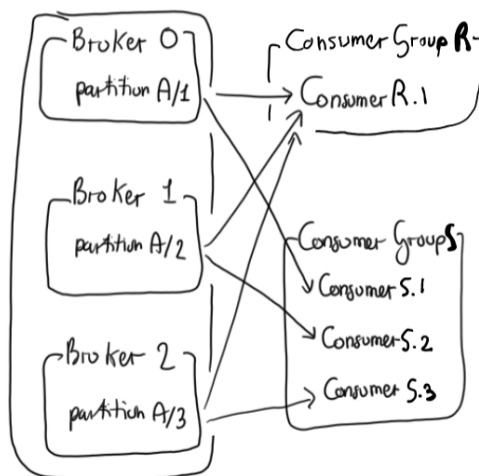 Broker 0
partition A/1
Broker 1
partition A/2
Broker 2
partition A/3
Consumer Group R
Consumer R.1
Consumer Group S
Consumer S.1
Consumer S.2
Consumer S.3